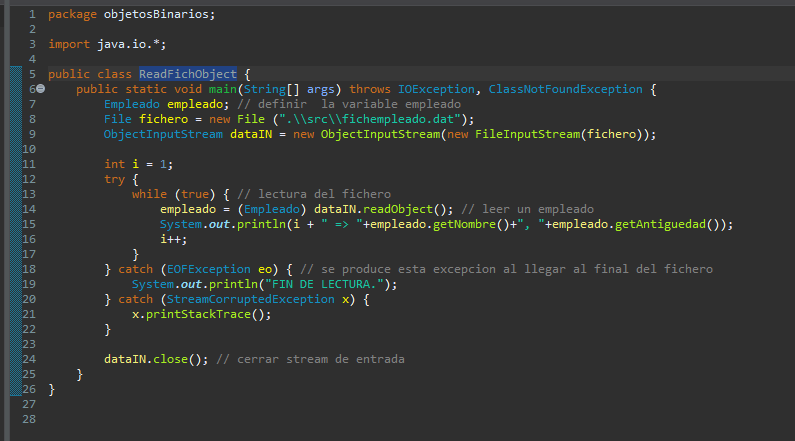 1 package objetosBinarios;
2
3 import java.io.*;
4
5 public class ReadFichObject {
6 public static void main(String[] args) throws IOException, ClassNotFoundException {
7 Empleado empleado; // definir  la variable empleado
8 File fichero = new File (".\\src\\fichempleado.dat");
9 ObjectInputStream dataIN = new ObjectInputStream(new FileInputStream(fichero));
10
11 int i = 1;
12 try {
13 while (true) { // lectura del fichero
14 empleado = (Empleado) dataIN.readObject(); // leer un empleado
15 System.out.println(i + " => "+empleado.getNombre()+", "+empleado.getAntiguedad());
16 i++;
17 }
18 } catch (EOFException eo) { // se produce esta excepcion al llegar al final del fichero
19 System.out.println("FIN DE LECTURA.");
20 } catch (StreamCorruptedException x) {
21 x.printStackTrace();
22 }
23
24 dataIN.close(); // cerrar stream de entrada
25 }
26 }
27
28